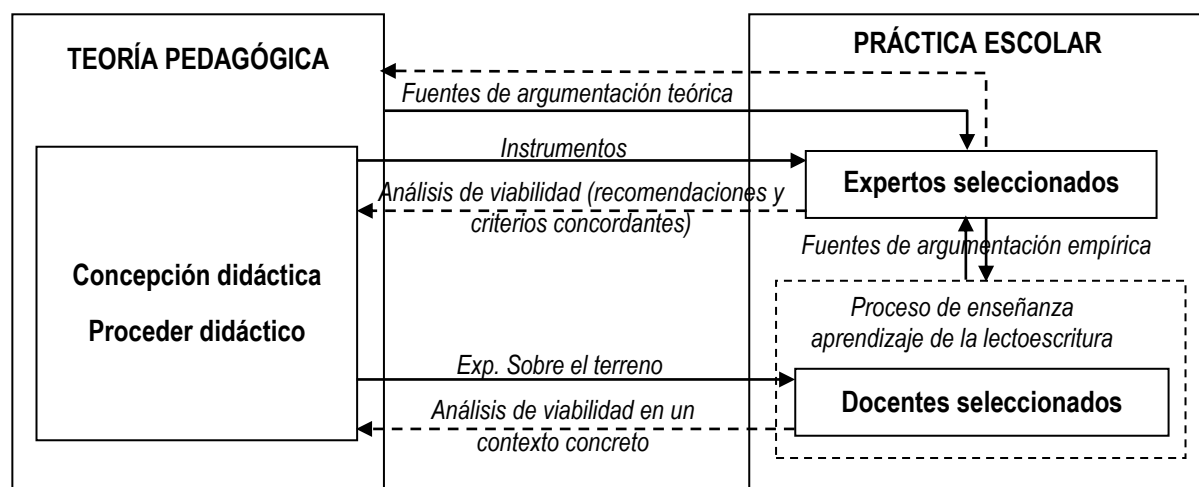 TEORÍA PEDAGÓGICA
PRÁCTICA ESCOLAR
Fuentes de argumentación teórica
Instrumentos
Expertos seleccionados
Análisis de viabilidad (recomendaciones y
criterios concordantes)
Fuentes de argumentación empírica
Concepción didáctica
Proceder didáctico
Proceso de enseñanza
aprendizaje de la lectoescritura
Exp. Sobre el terreno
Docentes seleccionados
Análisis de viabilidad en un
contexto concreto